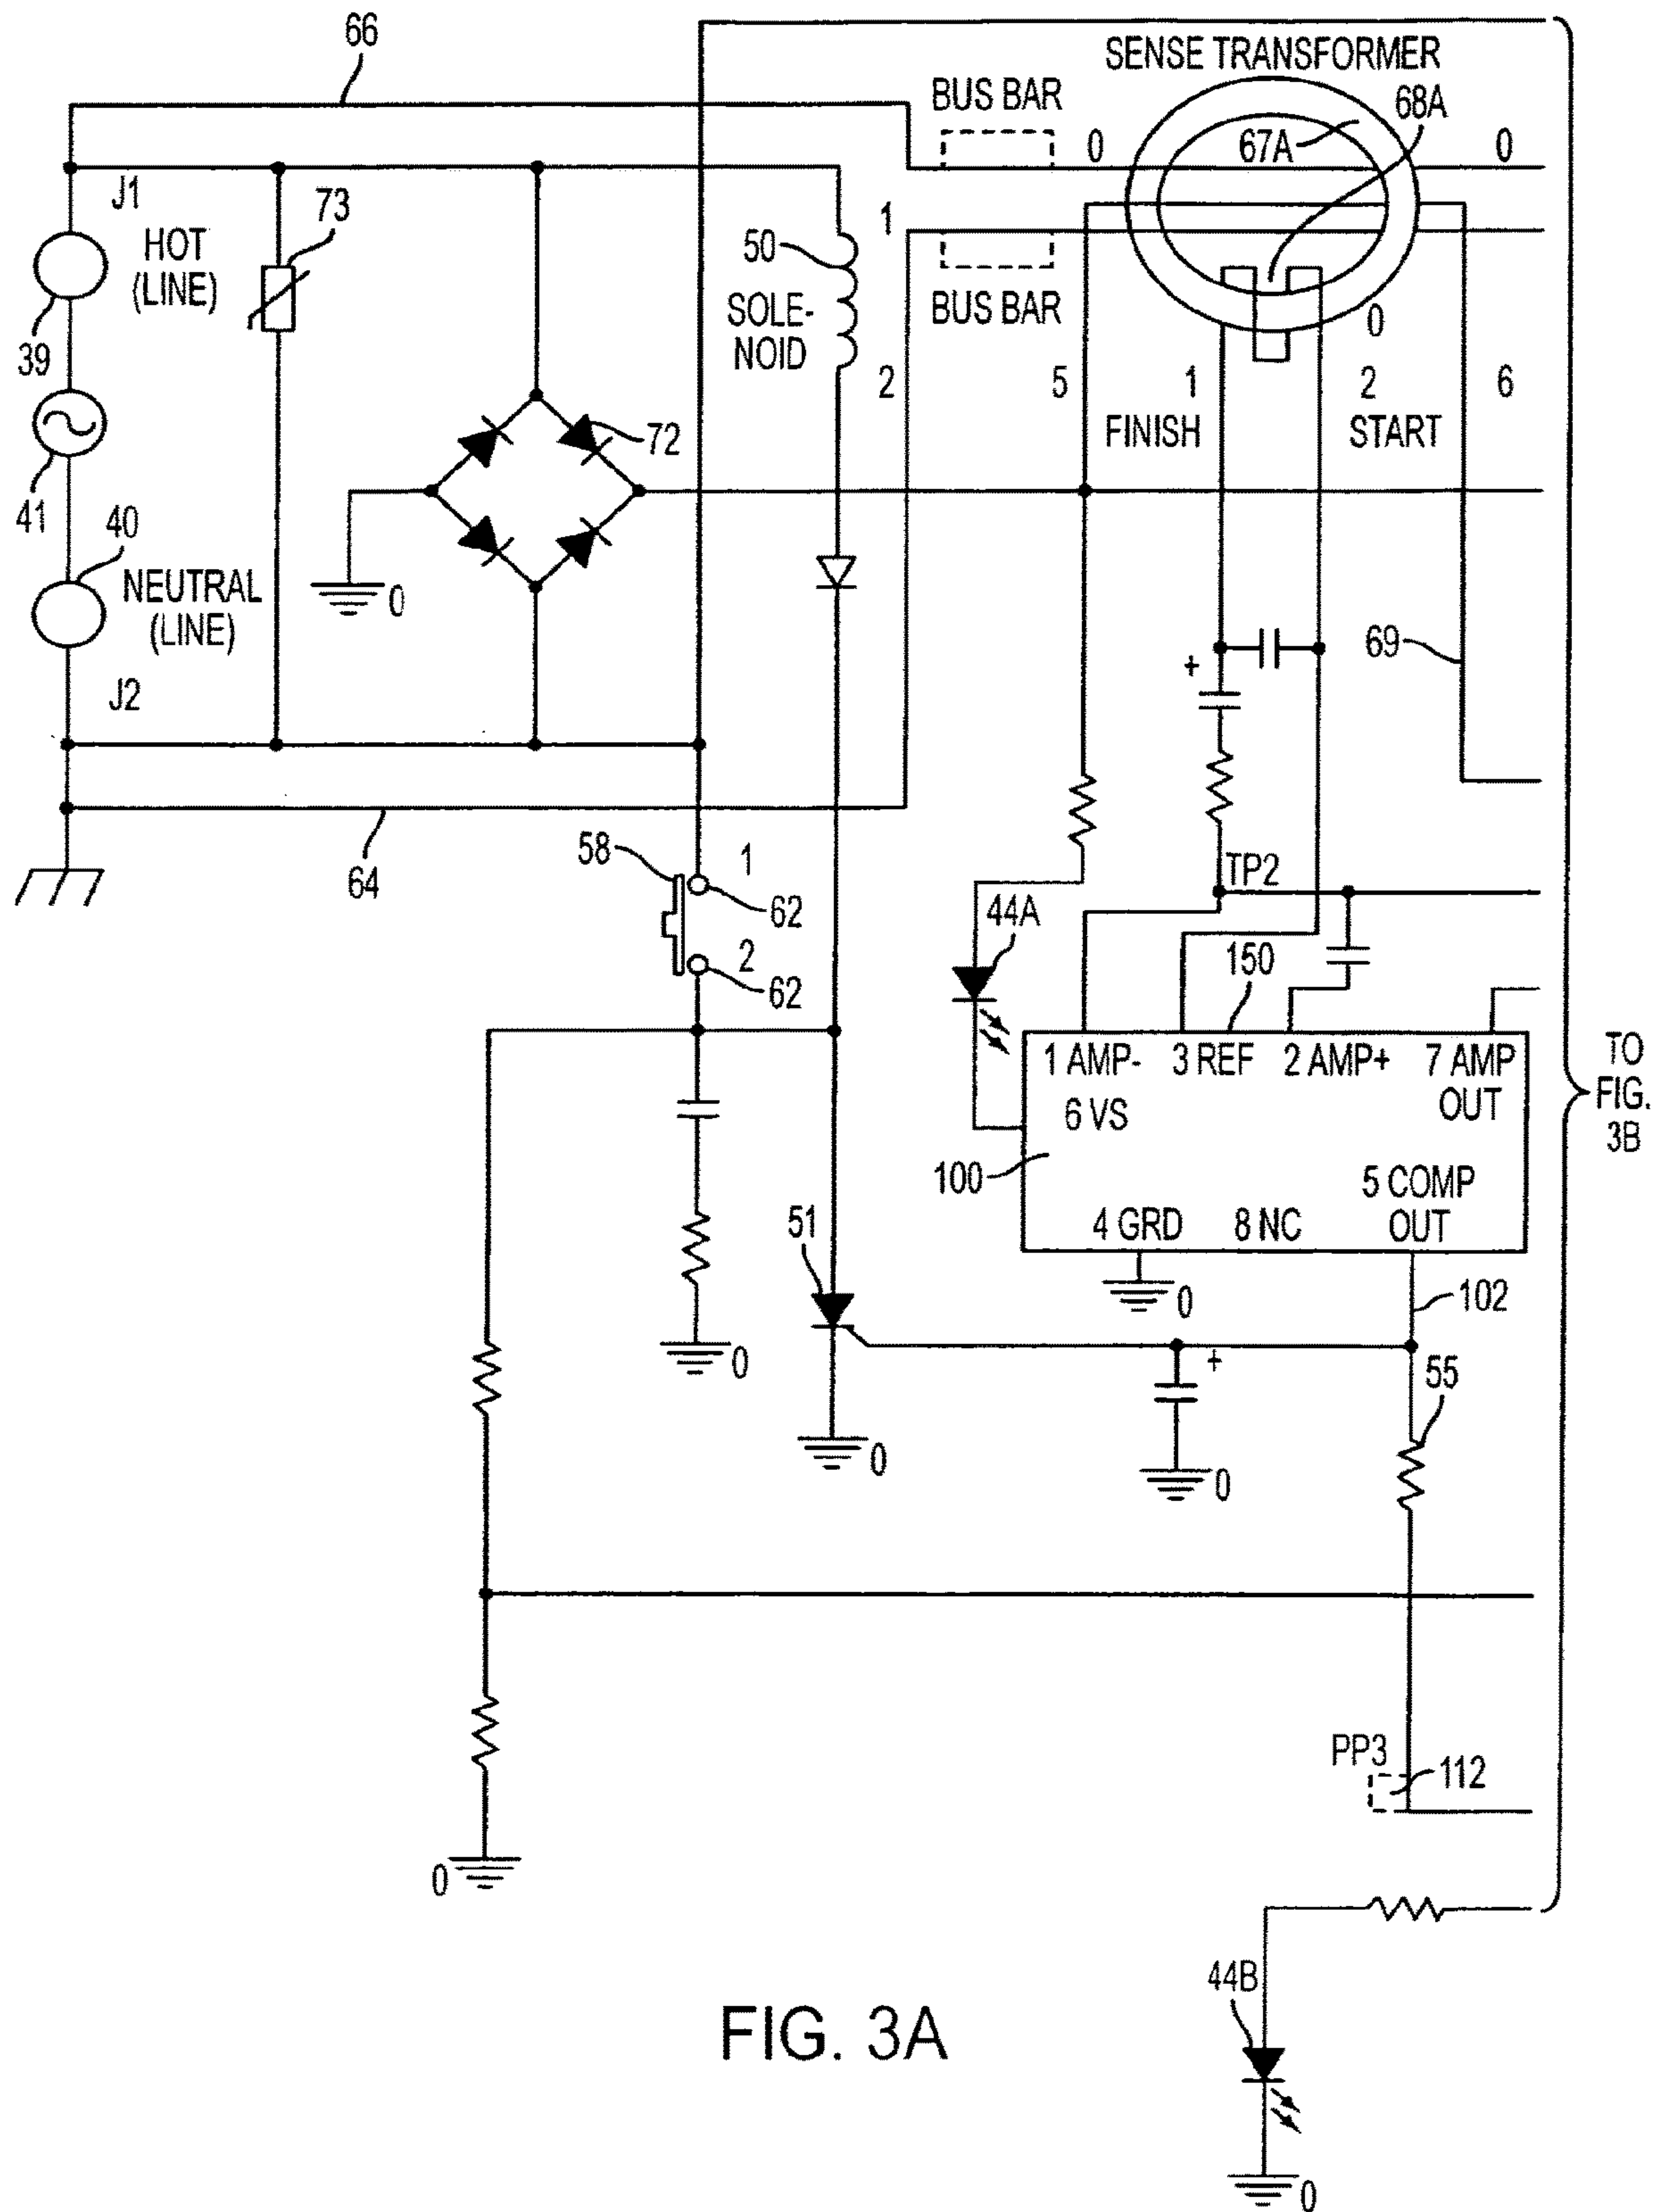 66
SENSE TRANSFORMER
BUS BAR
68A
0
67A
0
J1
73
HOT
(LINE)
1
50
SOLE-
NOID
BUS BAR
0
39
2
5
1
2
6
72
FINISH
START
41
40
0
NEUTRAL
(LINE)
69
+
J2
58
1
64
62
TP2
44A
2
150
62
1 AMP-
3 REF
2 AMP+
7 AMP
OUT
6 VS
TO
FIG.
3B
100
5 COMP
OUT
51
4 GRD
8 NC
0
102
0
+
55
0
0
PP3
112
0
44B
FIG. 3A
0